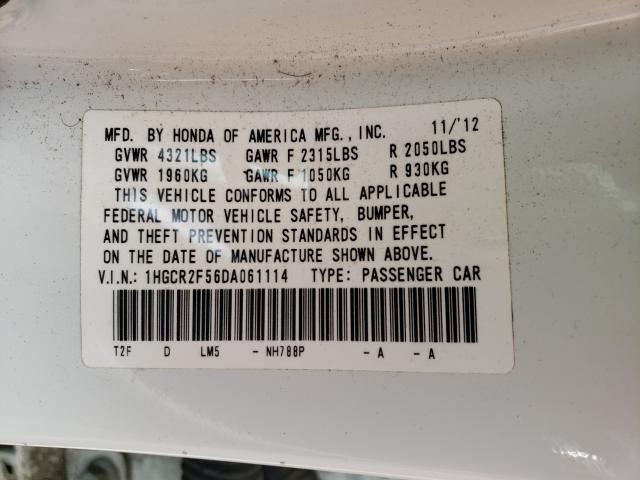 MFD. BY HONDA OF AMERICA MFG., INC. 11/'12
GVWR 4321LBS GAWR F 2315LBS R 2050LBS
GVWR 1960KG GAWR F 1050KG R 930KG
THIS VEHICLE CONFORMS TO ALL APPLICABLE
FEDERAL MOTOR VEHICLE SAFETY, BUMPER,
AND THEFT PREVENTION STANDARDS IN EFFECT
ON THE DATE OF MANUFACTURE SHOWN ABOVE.
V.I.N.: 1HGCR2F56DA061114 TYPE: PASSENGER CAR
T2F D LM5 - NH788P - A - A